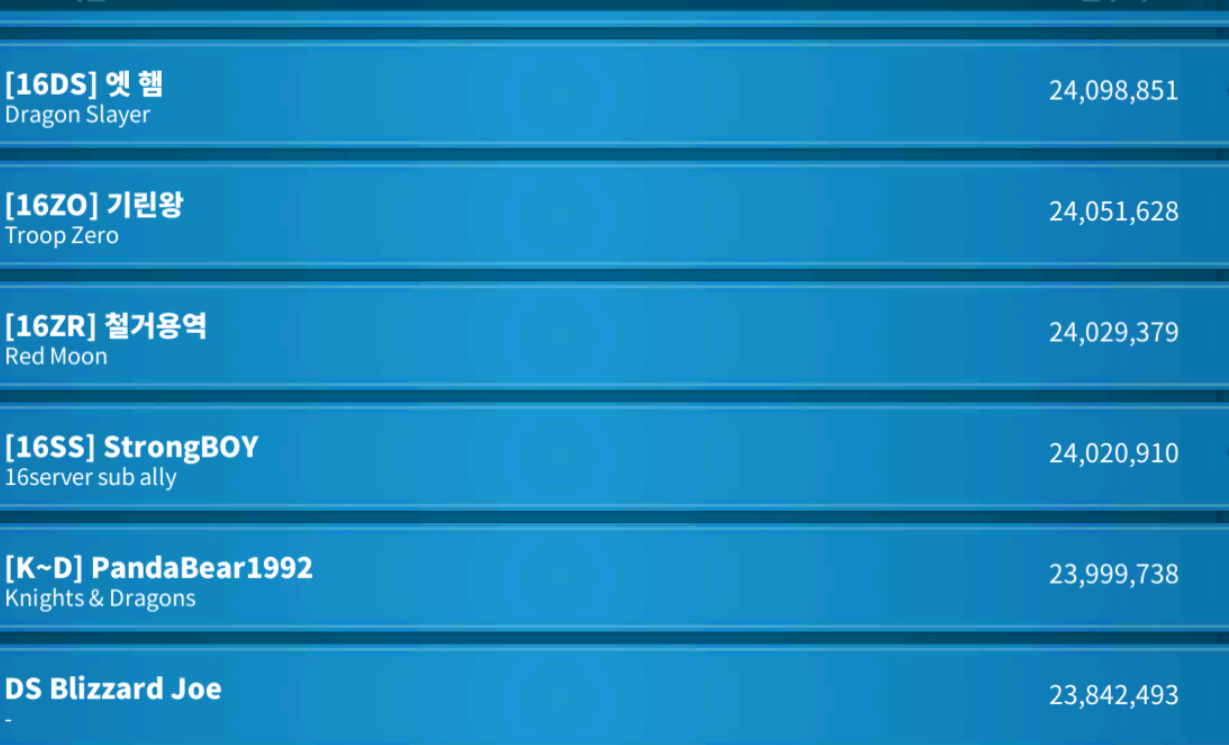 [16DS] 엣 햄
24,098,851
Dragon Slayer
[16ZO] 기린왕
24,051,628
Troop Zero
[16ZR] 철거용역
24,029,379
Red Moon
[16SS] StrongBOY
24,020,910
16server sub ally
[K~D] PandaBear1992
23,999,738
Knights & Dragons
DS Blizzard Joe
23,842,493
-